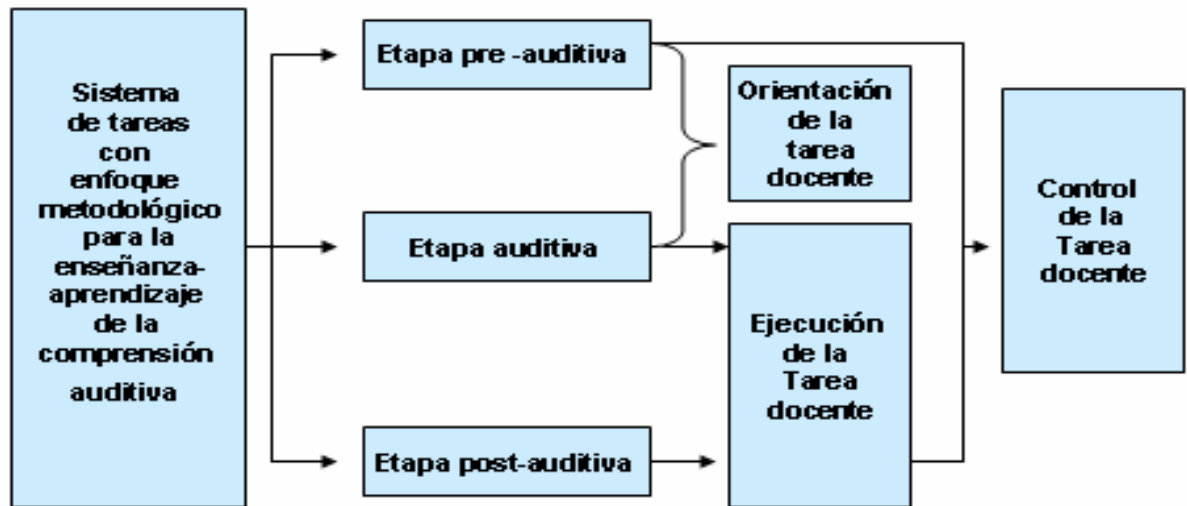 Sistema
de tareas
con
enfoque
metodológico
para la
enseñanza-
aprendizaje
de la
comprensión
auditiva
Etapa pre -auditiva
Etapa auditiva
Etapa post-auditiva
Orientación
de la
tarea
docente
Ejecución
de la
Tarea
docente
Control
de la
Tarea
docente